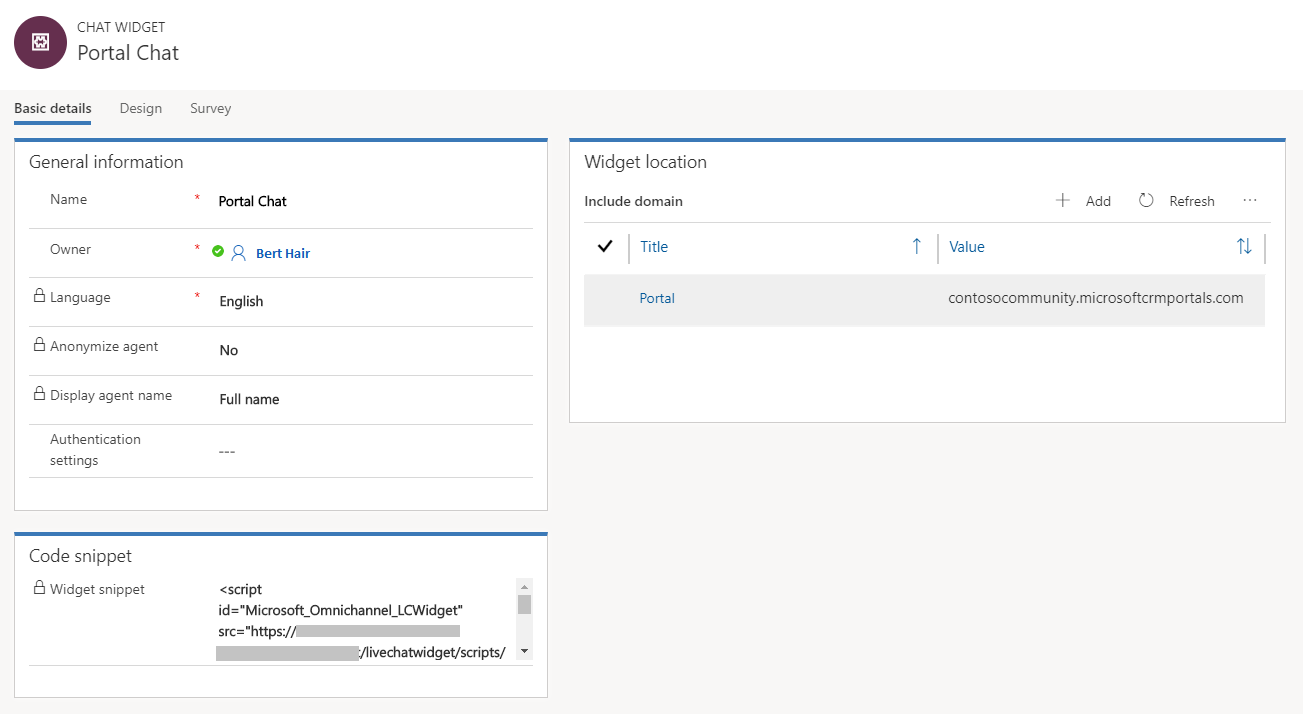 CHAT WIDGET
Portal Chat
Basic details Design Survey
General information
Name * Portal Chat
Owner * Bert Hair
Language * English
Anonymize agent No
Display agent name Full name
Authentication
settings ---
Code snippet
Widget snippet <script
id="Microsoft_Omnichannel_LCWidget"
src="https://
:/livechatwidget/scripts/
Widget location
Include domain Add Refresh ...
Title Value
Portal contosocommunity.microsoftcrmportals.com